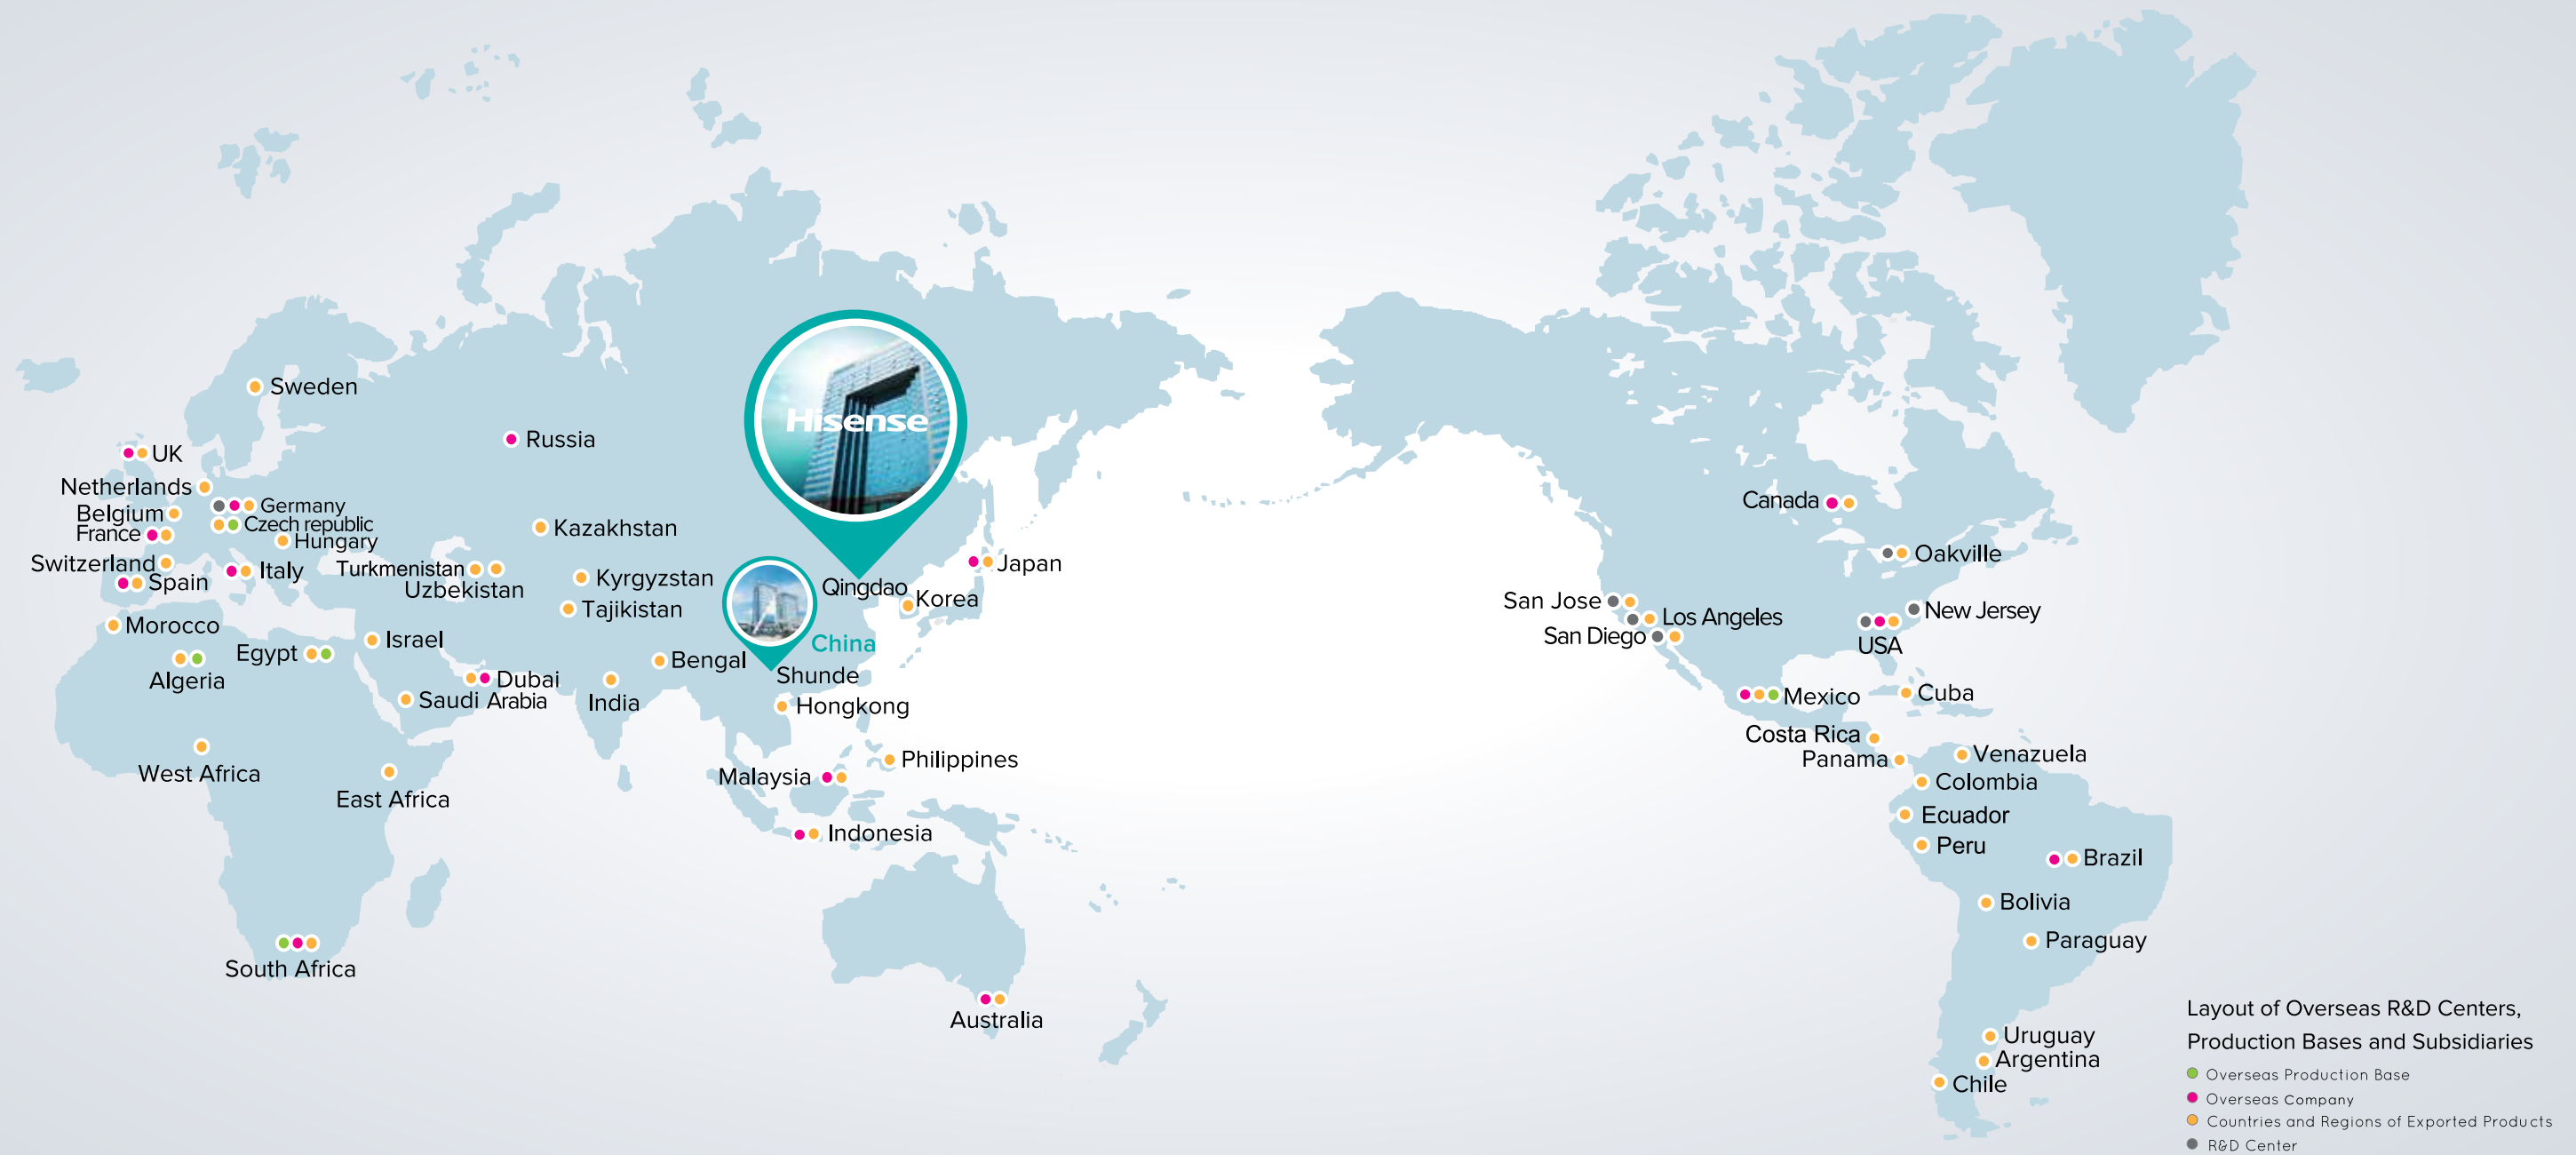 Hisense
Sweden
Russia
UK
Netherlands
Germany
Belgium
Czech republic
France
Hungary
Switzerland
Italy
Spain
Kazakhstan
Turkmenistan
Uzbekistan
Kyrgyzstan
Tajikistan
Qingdao
Korea
Japan
China
Shunde
Morocco
Algeria
Egypt
Israel
Dubai
Saudi Arabia
India
Bengal
Hongkong
West Africa
East Africa
South Africa
Philippines
Malaysia
Indonesia
Australia
Canada
Oakville
San Jose
Los Angeles
San Diego
New Jersey
USA
Mexico
Cuba
Costa Rica
Panama
Venazuela
Colombia
Ecuador
Peru
Brazil
Bolivia
Paraguay
Uruguay
Argentina
Chile
Layout of Overseas R&D Centers,
Production Bases and Subsidiaries
Overseas Production Base
Overseas Company
Countries and Regions of Exported Products
R&D Center